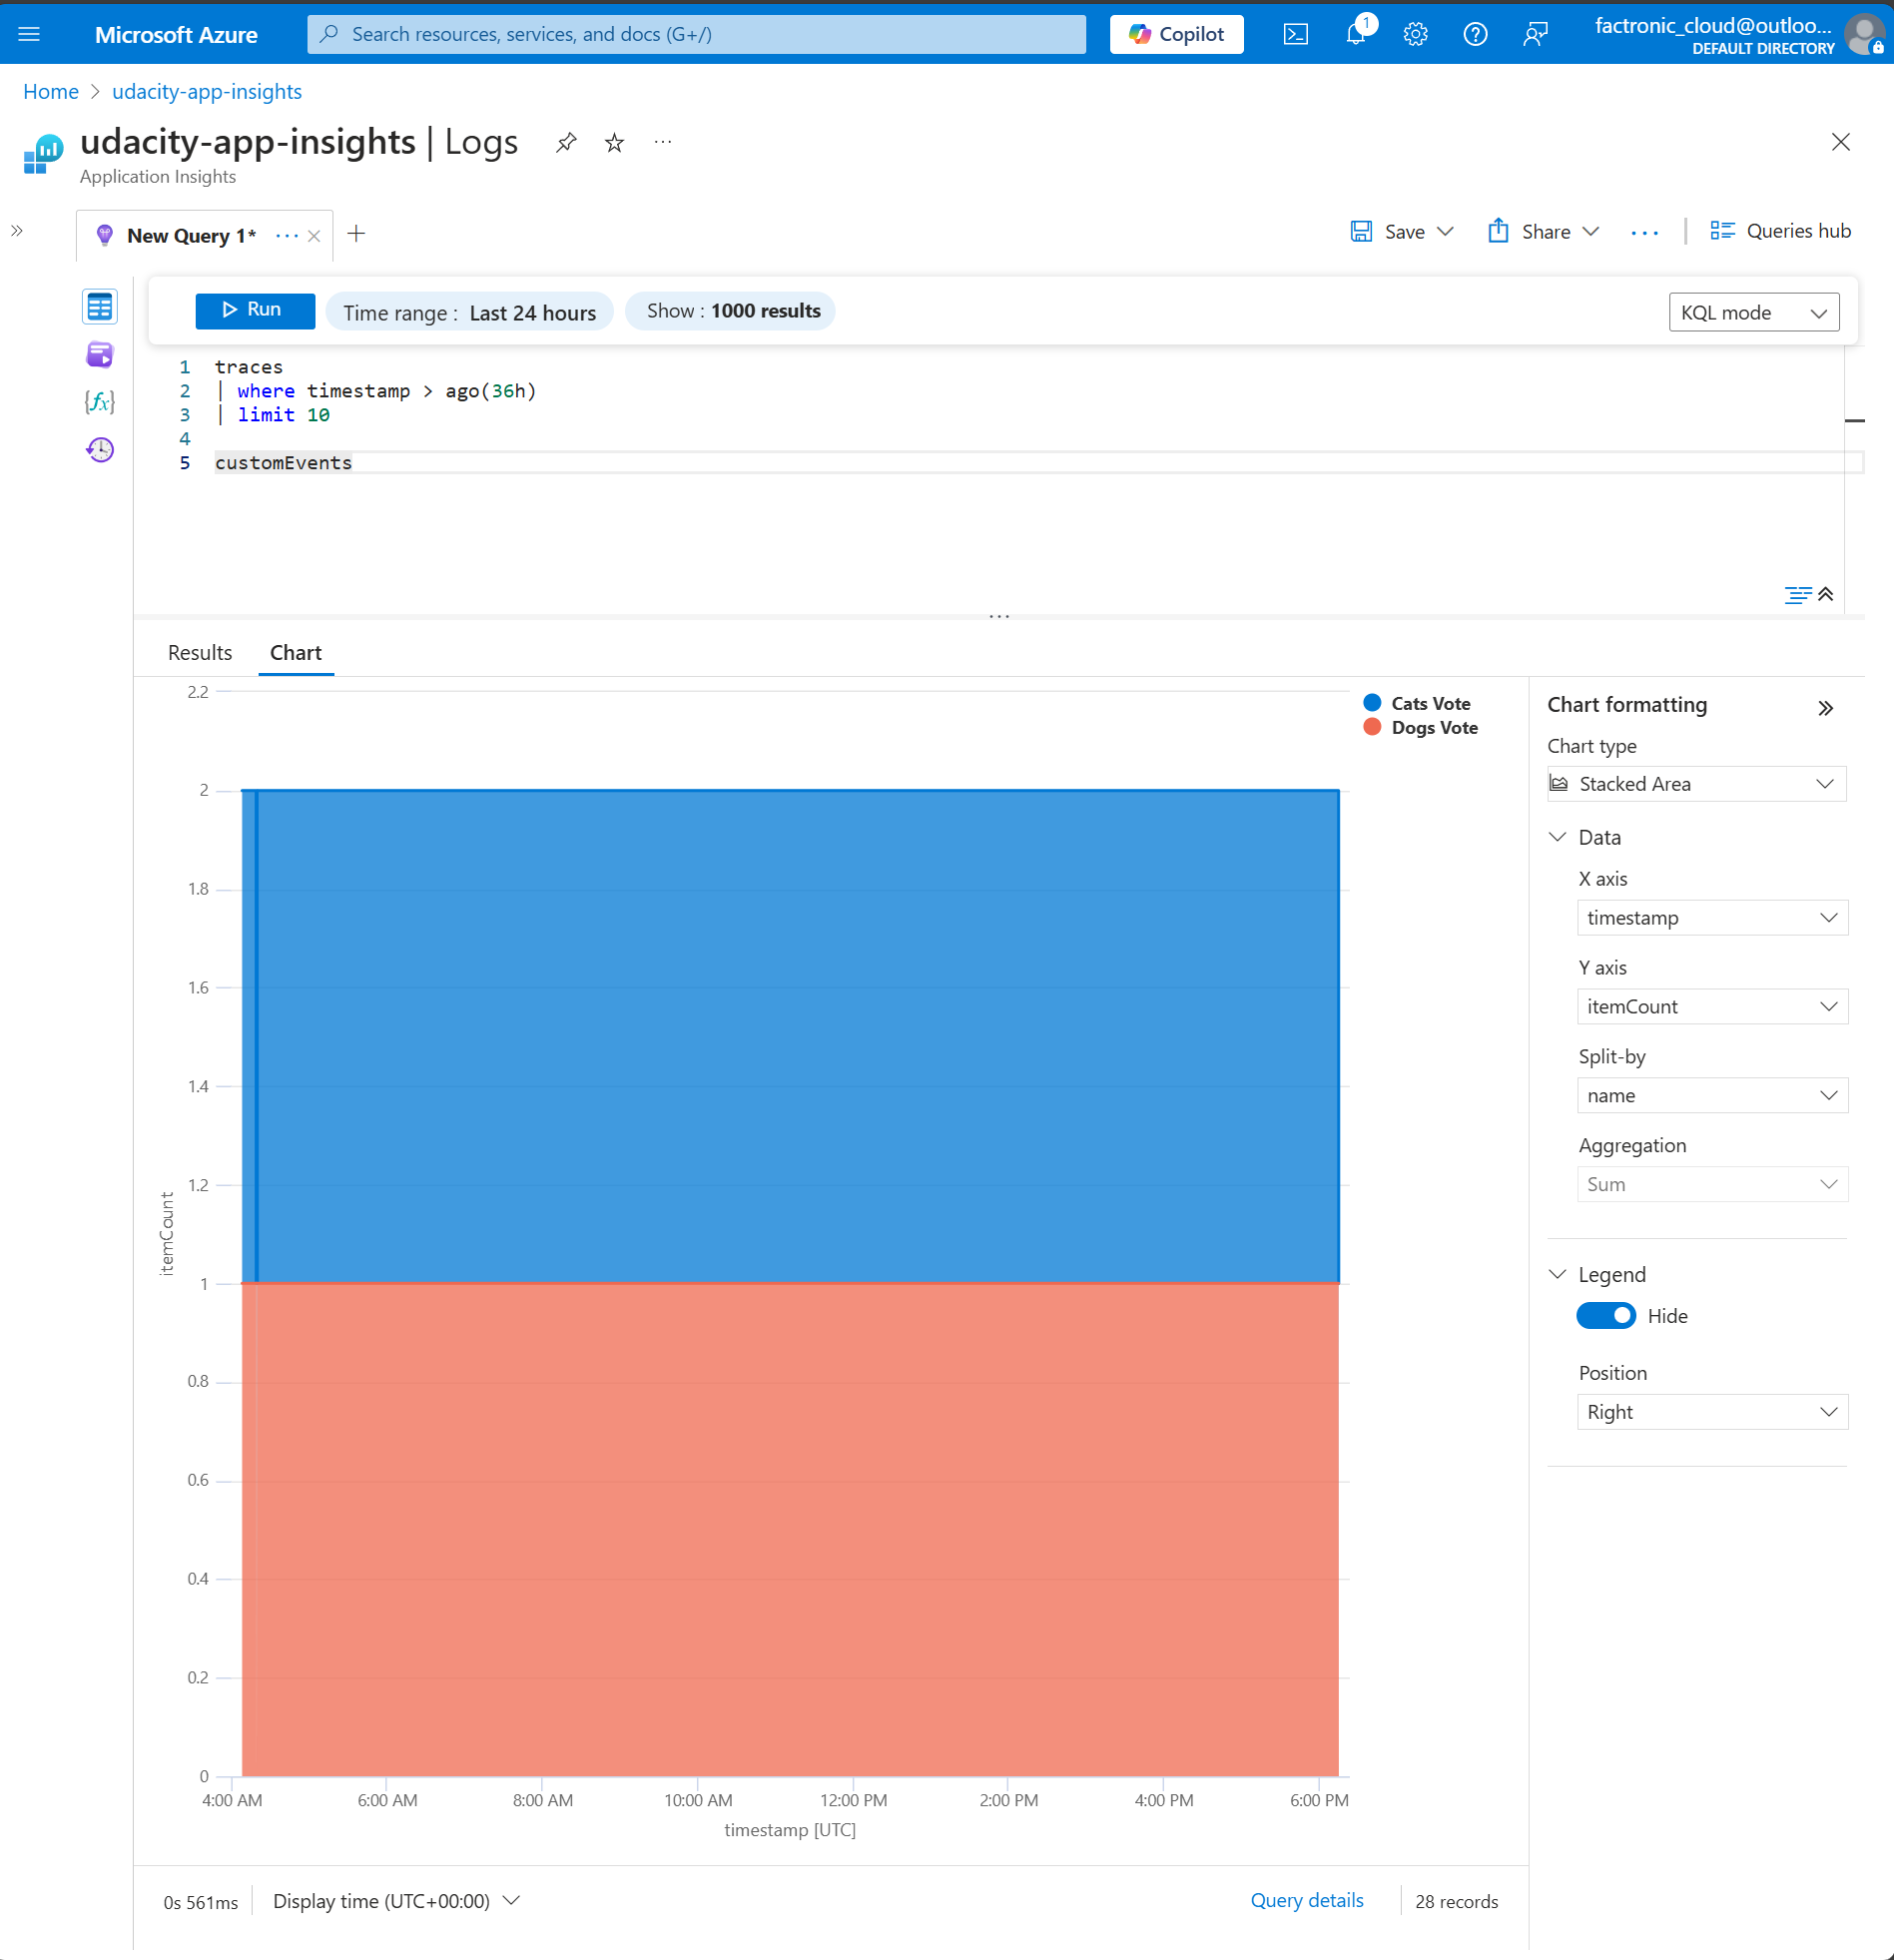 Microsoft Azure
Search resources, services, and docs (G+/)
Copilot
1
factronic_cloud@outloo...
DEFAULT DIRECTORY
Home > udacity-app-insights
udacity-app-insights | Logs
Application Insights
New Query 1*
Save
Share
Queries hub
Run
Time range : Last 24 hours
Show : 1000 results
KQL mode
1 traces
2 | where timestamp > ago(36h)
3 | limit 10
4
5 customEvents
Results
Chart
2.2
2
1.8
1.6
1.4
1.2
1
0.8
0.6
0.4
0.2
0
itemCount
4:00 AM
6:00 AM
8:00 AM
10:00 AM
12:00 PM
2:00 PM
4:00 PM
6:00 PM
timestamp [UTC]
Cats Vote
Dogs Vote
Chart formatting
Chart type
Stacked Area
Data
X axis
timestamp
Y axis
itemCount
Split-by
name
Aggregation
Sum
Legend
Hide
Position
Right
0s 561ms
Display time (UTC+00:00)
Query details
28 records